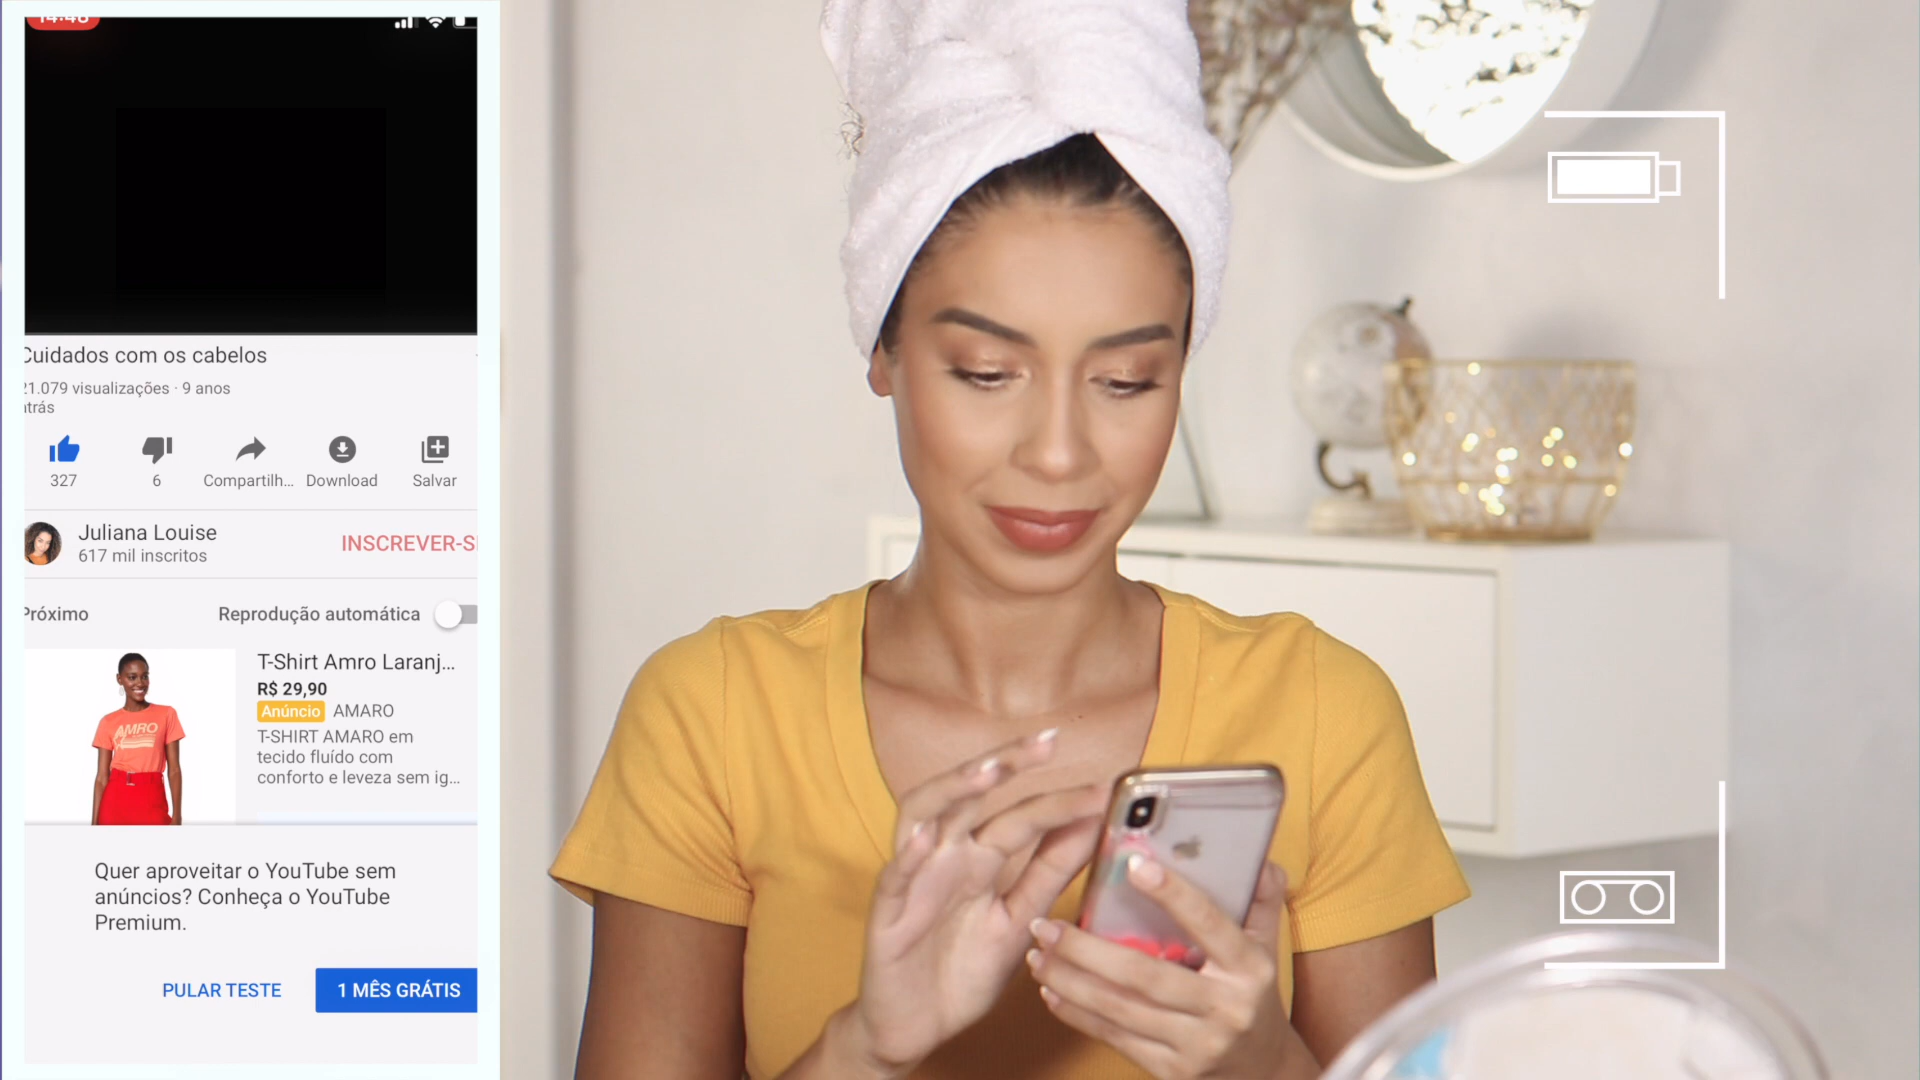 14:48
Cuidados com os cabelos
21.079 visualizações · 9 anos
atrás
327
6
Compartilh...
Download
Salvar
Juliana Louise
617 mil inscritos
INSCREVER-S
Próximo
Reprodução automática
T-Shirt Amro Laranj...
R$ 29,90
Anúncio AMARO
T-SHIRT AMARO em
tecido fluído com
conforto e leveza sem ig...
AMRO
Quer aproveitar o YouTube sem
anúncios? Conheça o YouTube
Premium.
PULAR TESTE
1 MÊS GRÁTIS